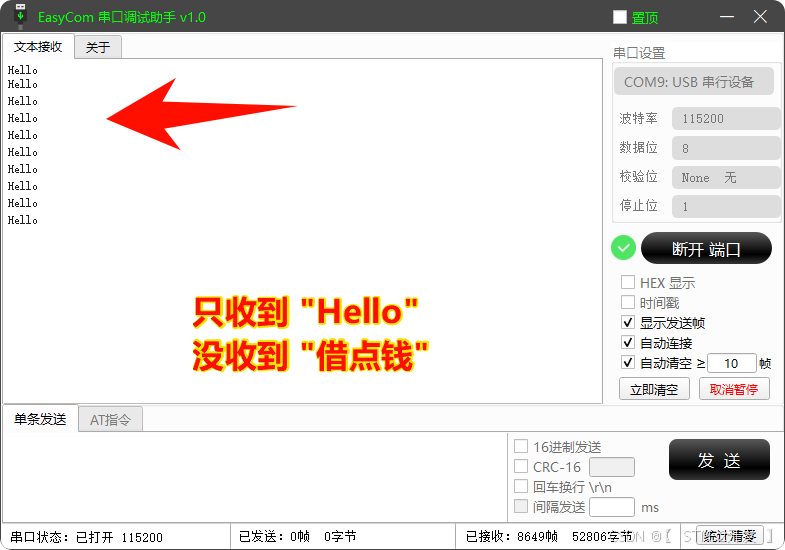 EasyCom 串口调试助手 v1.0
置顶
文本接收 关于
Hello
Hello
Hello
Hello
Hello
Hello
Hello
Hello
Hello
Hello
只收到 "Hello"
没收到 "借点钱"
串口设置
COM9: USB 串行设备
波特率 115200
数据位 8
校验位 None 无
停止位 1
断开 端口
HEX 显示
时间戳
显示发送帧
自动连接
自动清空 ≥ 10 帧
立即清空 取消暂停
单条发送 AT指令
16进制发送
CRC-16
回车换行 \r\n
间隔发送 ms
发 送
串口状态: 已打开 115200
已发送: 0帧 0字节
已接收: 8649帧 52806字节
统计清零